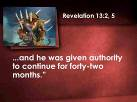 Revelation 13:2, 5
...and he was given authority
to continue for forty-two
months."